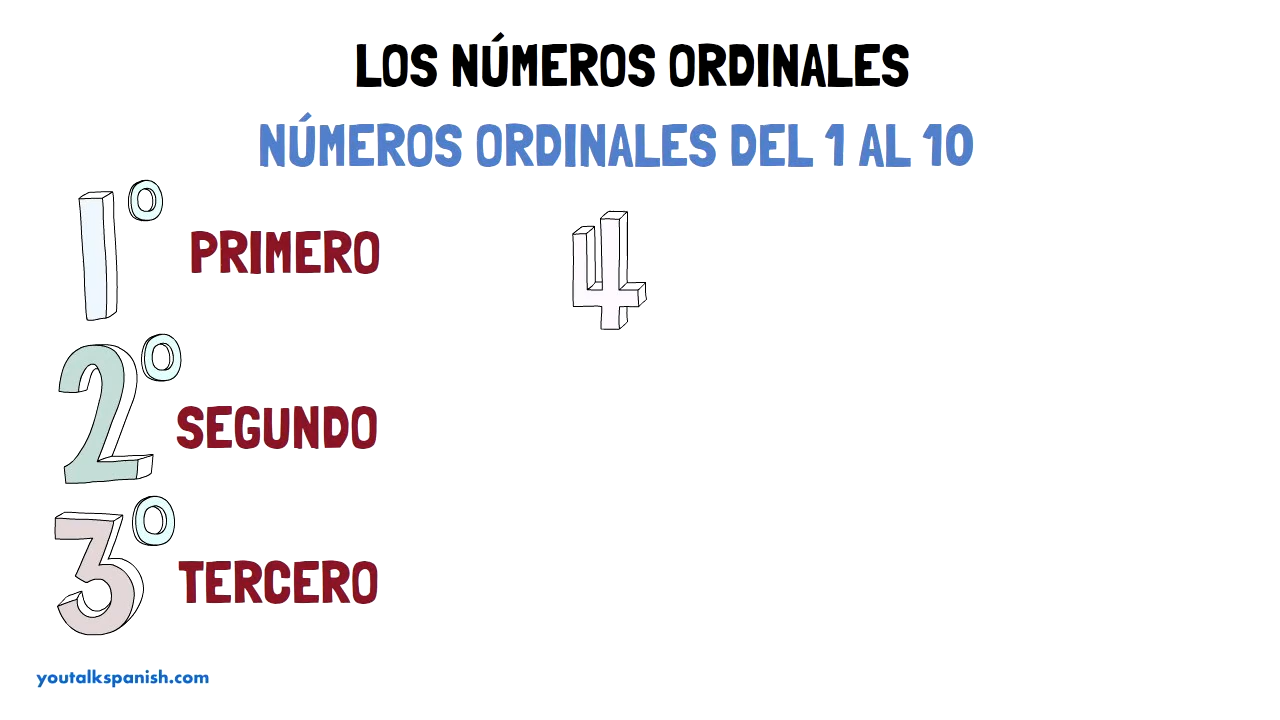 LOS NÚMEROS ORDINALES
NÚMEROS ORDINALES DEL 1 AL 10
1º PRIMERO
4
2º SEGUNDO
3º TERCERO
youtalkspanish.com